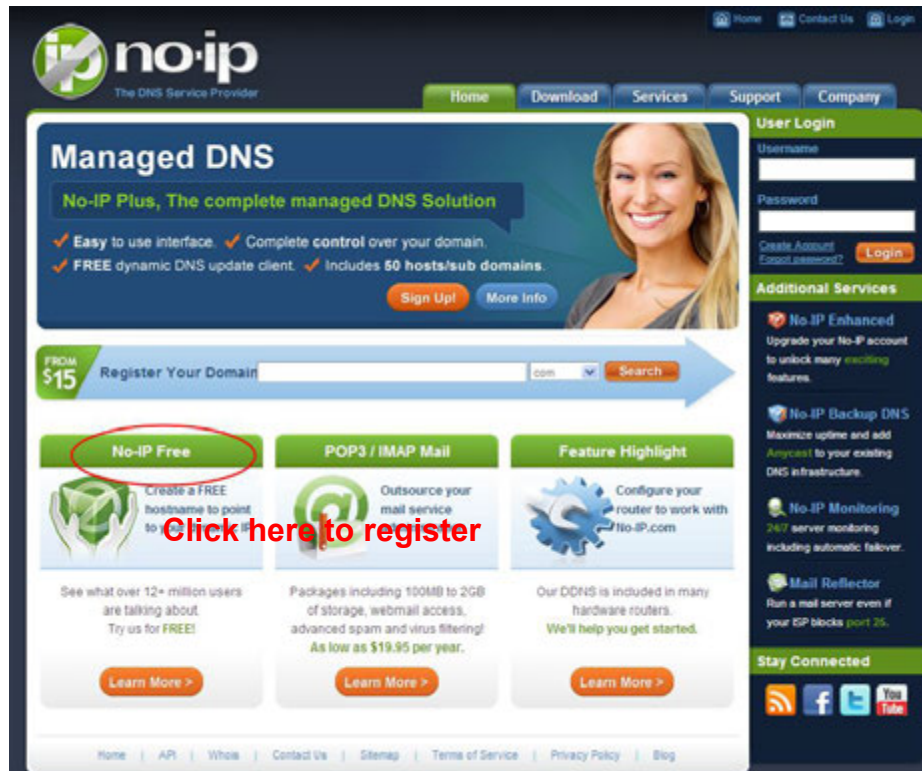 Home Contact Us Login
ip no·ip
The DNS Service Provider
Home Download Services Support Company
Managed DNS
No-IP Plus, The complete managed DNS Solution
Easy to use interface. Complete control over your domain.
FREE dynamic DNS update client. Includes 50 hosts/sub domains.
Sign Up! More Info
User Login
Username
Password
Create Account
Forgot password?
Login
FROM
$15
Register Your Domain
com
Search
Additional Services
No-IP Enhanced
Upgrade your No-IP account
to unlock many exciting
features.
No-IP Backup DNS
Maximize uptime and add
Anycast to your existing
DNS infrastructure.
No-IP Monitoring
24/7 server monitoring
including automatic failover.
Mail Reflector
Run a mail server even if
your ISP blocks port 25.
Stay Connected
You
Tube
No-IP Free
Create a FREE
hostname to point
to your
IP
Click here to register
See what over 12+ million users
are talking about.
Try us for FREE!
Learn More >
POP3 / IMAP Mail
Outsource your
mail service
Packages including 100MB to 2GB
of storage, webmail access,
advanced spam and virus filtering!
As low as $19.95 per year.
Learn More >
Feature Highlight
Configure your
router to work with
No-IP.com
Our DDNS is included in many
hardware routers.
We'll help you get started.
Learn More >
Home | API | Whois | Contact Us | Sitemap | Terms of Service | Privacy Policy | Blog